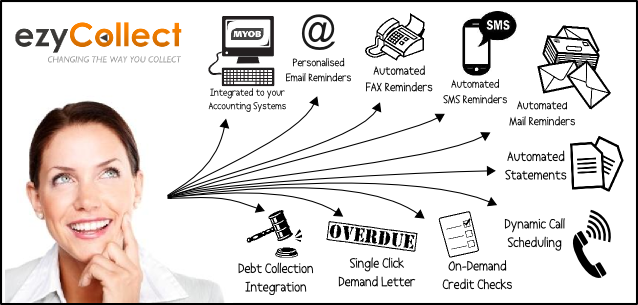 ezyCollect
CHANGING THE WAY YOU COLLECT
MYOB
Integrated to your
Accounting Systems
@
Personalised
Email Reminders
Automated
FAX Reminders
SMS
Automated
SMS Reminders
Automated
Mail Reminders
Automated
Statements
Dynamic Call
Scheduling
Debt Collection
Integration
OVERDUE
Single Click
Demand Letter
On-Demand
Credit Checks